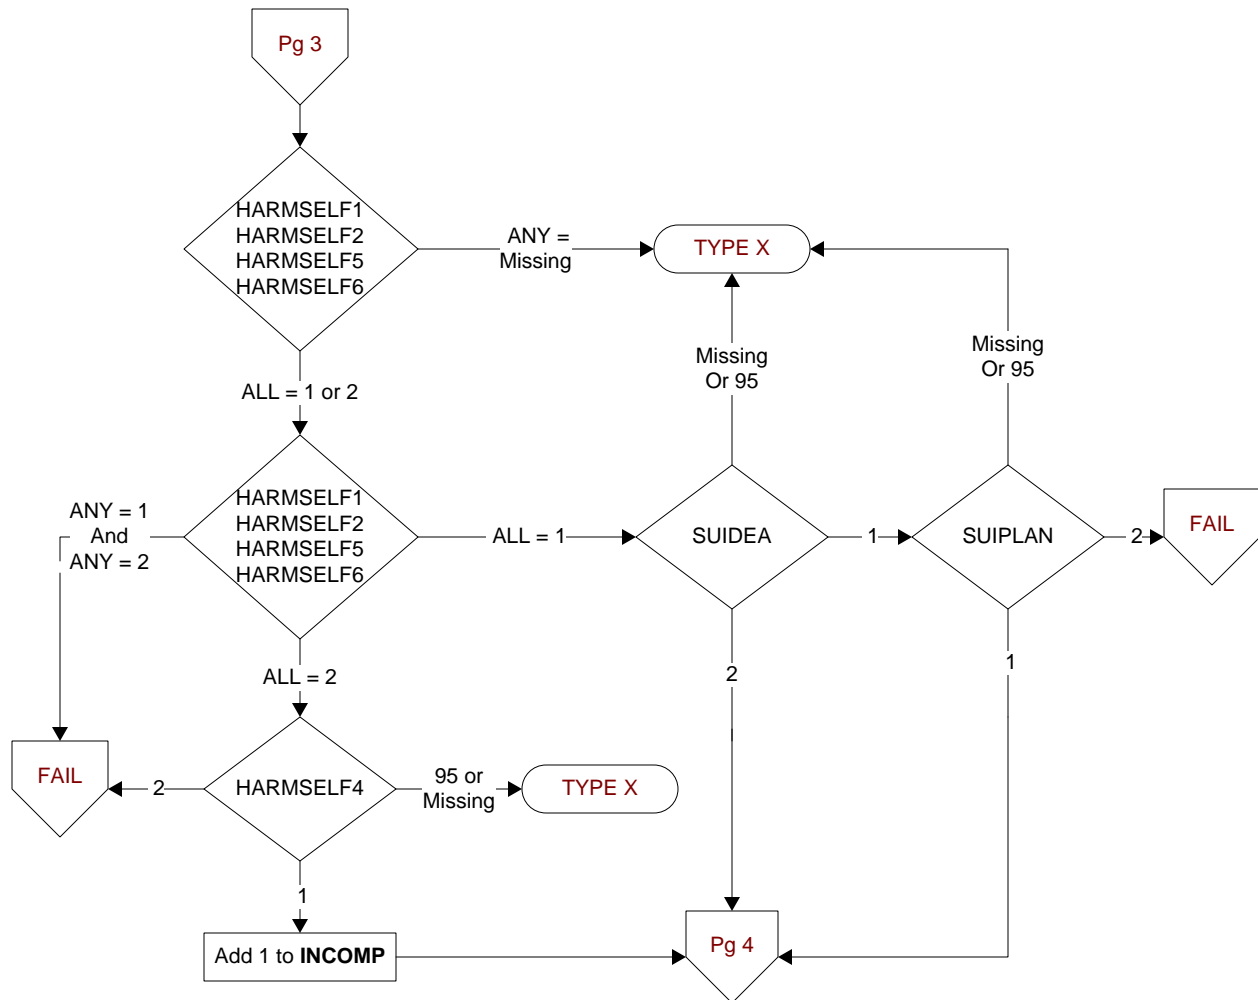 Pg 3
HARMSELF1
HARMSELF2
HARMSELF5
HARMSELF6
ANY =
Missing
TYPE X
Missing
Or 95
Missing
Or 95
ALL = 1 or 2
ANY = 1
And
ANY = 2
HARMSELF1
HARMSELF2
HARMSELF5
HARMSELF6
ALL = 1
SUIDEA
1
SUIPLAN
2
FAIL
ALL = 2
2
1
FAIL
2
HARMSELF4
95 or
Missing
TYPE X
1
Add 1 to INCOMP
Pg 4